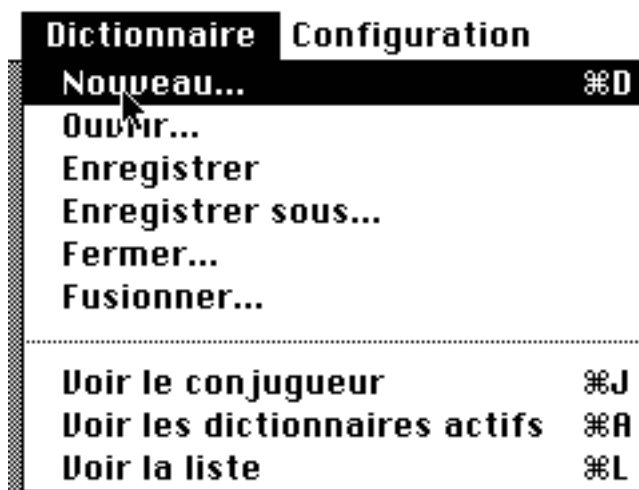 Dictionnaire Configuration
Nouveau... ⌘D
Ouvrir...
Enregistrer
Enregistrer sous...
Fermer...
Fusionner...
Voir le conjugueur ⌘J
Voir les dictionnaires actifs ⌘A
Voir la liste ⌘L